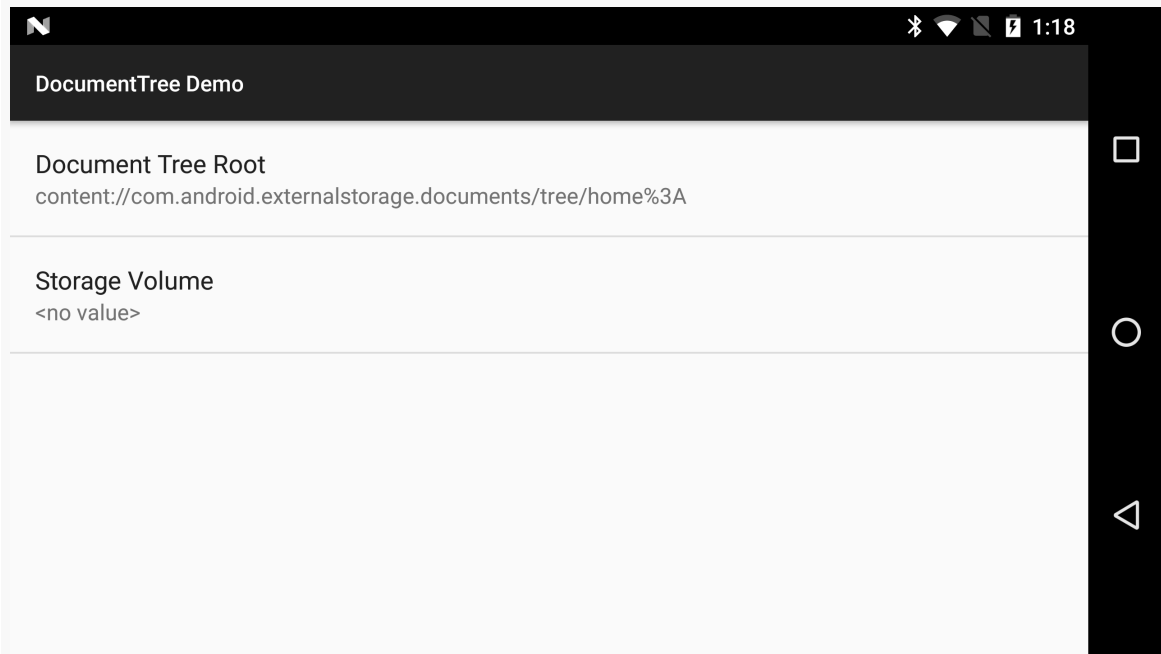 1:18
DocumentTree Demo
Document Tree Root
content://com.android.externalstorage.documents/tree/home%3A
Storage Volume
<no value>